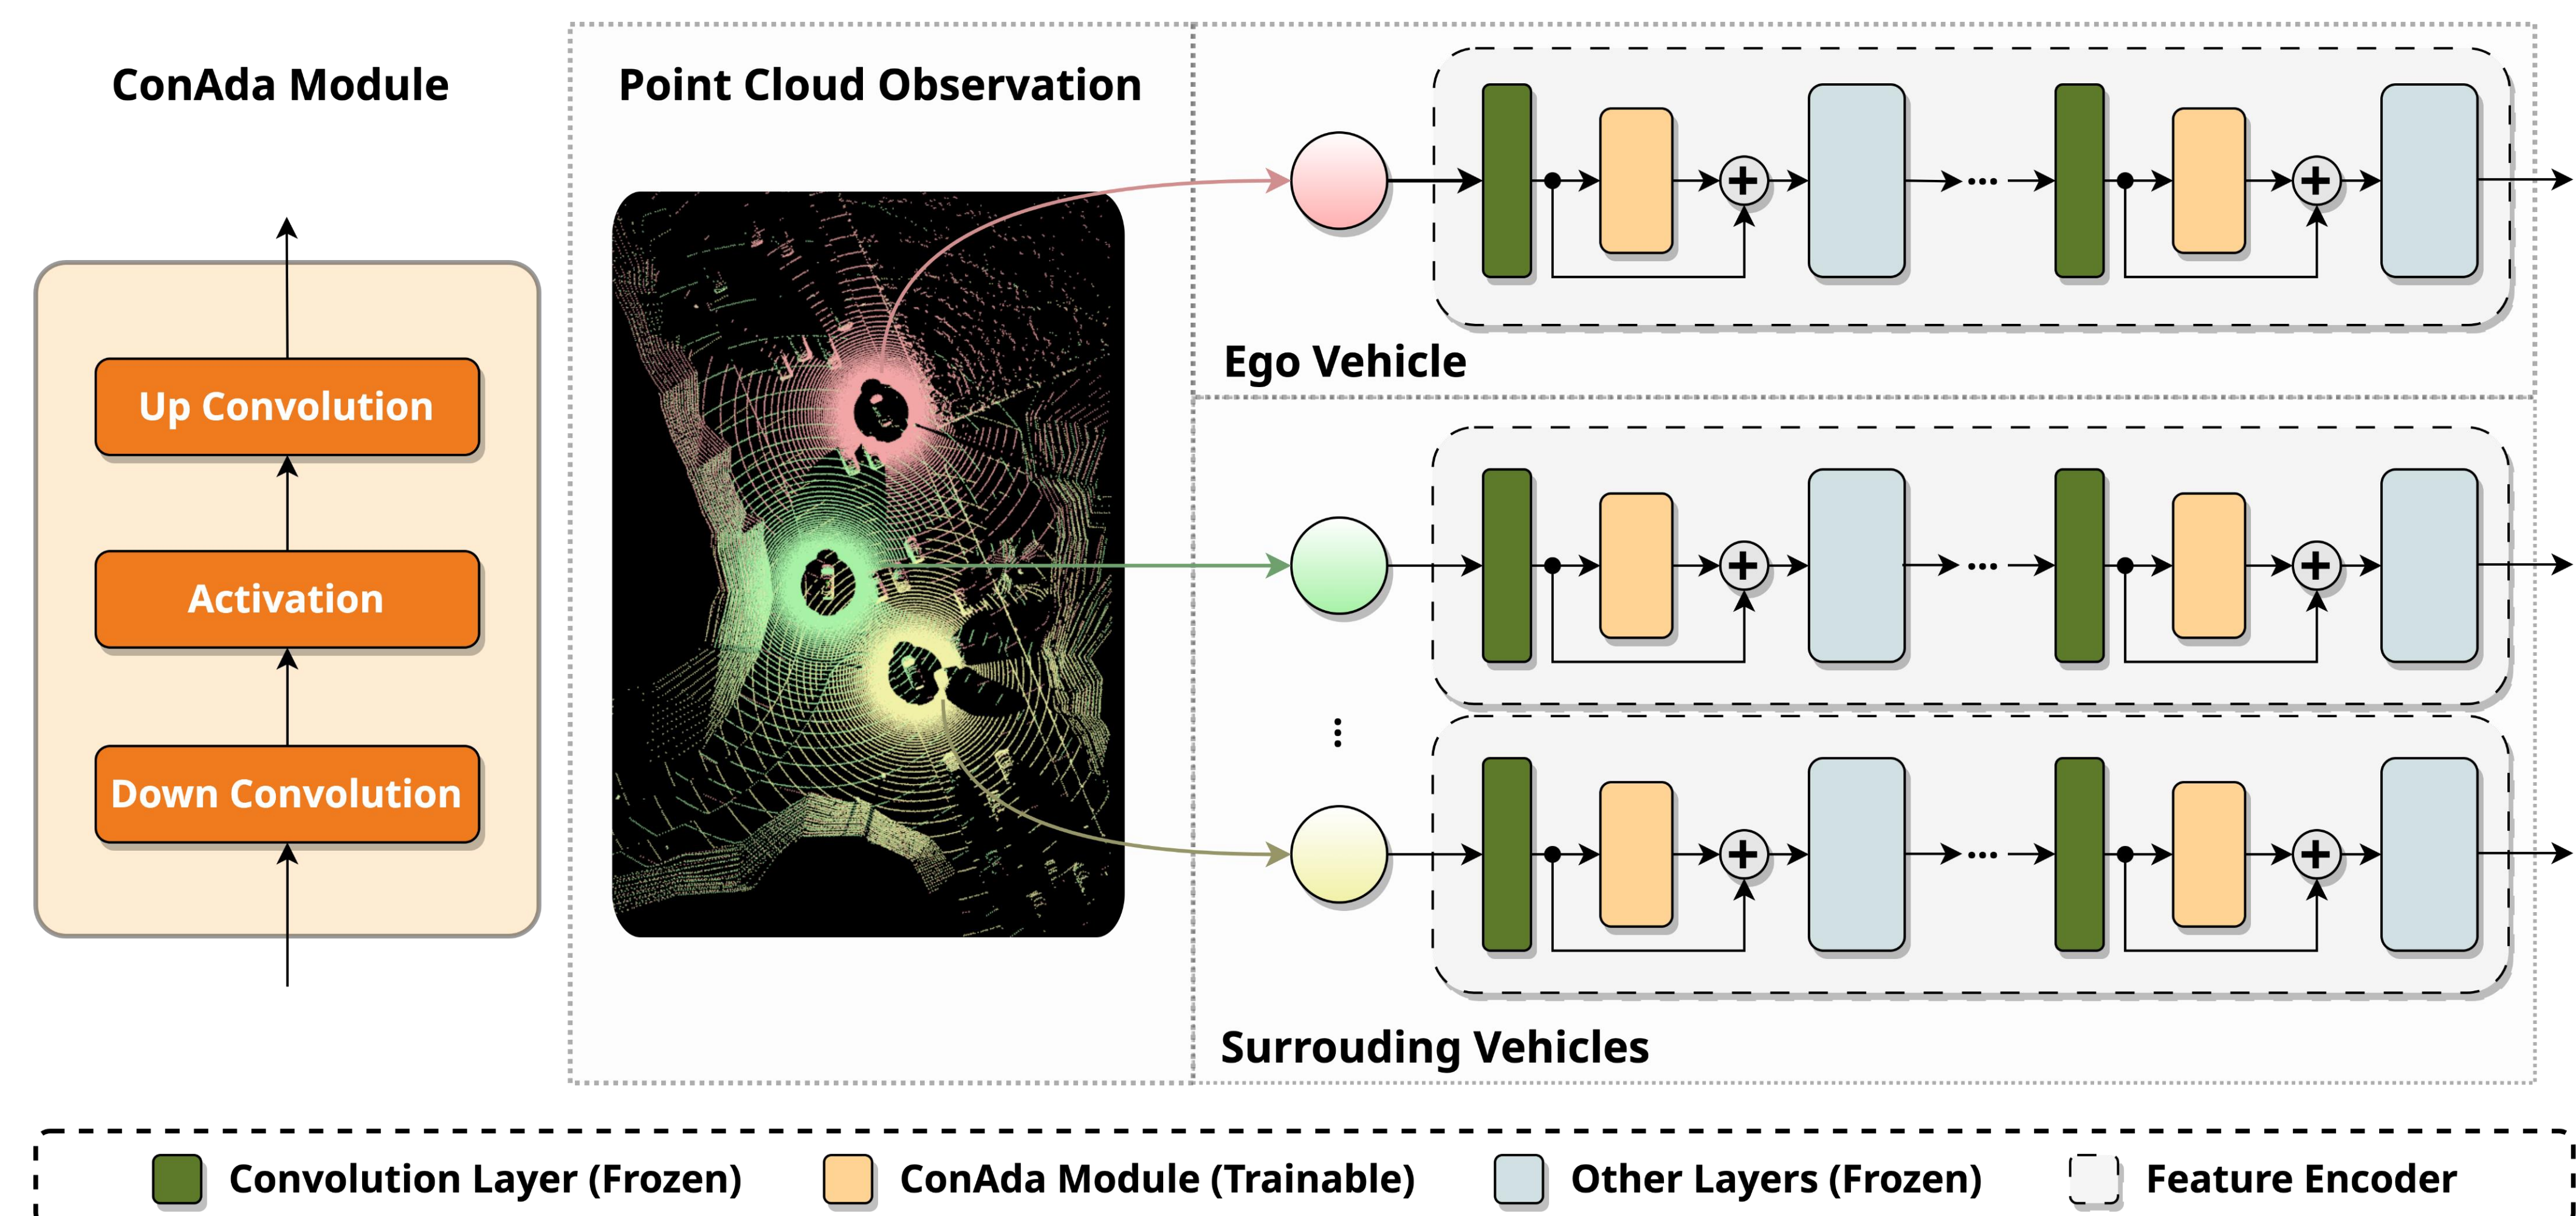 ConAda Module
Up Convolution
Activation
Down Convolution
Point Cloud Observation
Ego Vehicle
Surrouding Vehicles
Convolution Layer (Frozen)
ConAda Module (Trainable)
Other Layers (Frozen)
Feature Encoder